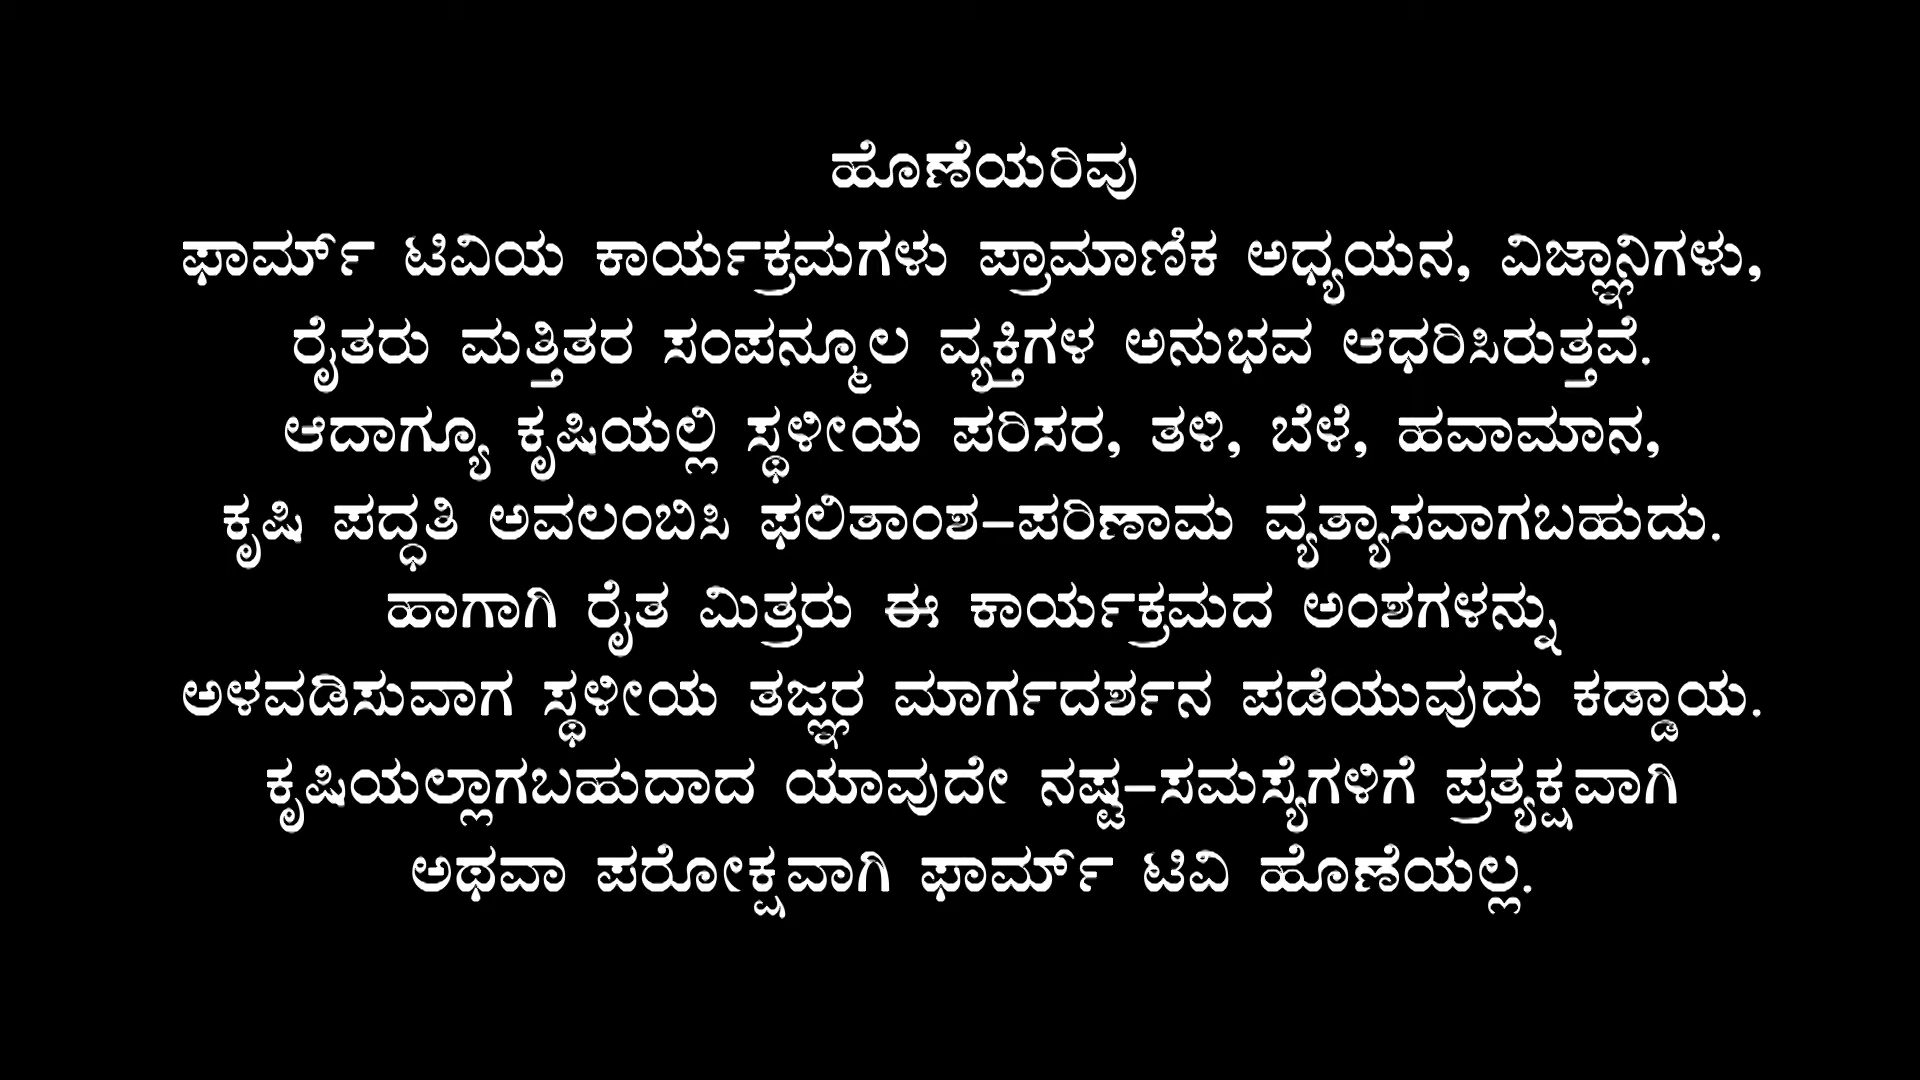 ಹೊಣೆಯರಿವು
ಫಾರ್ಮ್ ಟಿವಿಯ ಕಾರ್ಯಕ್ರಮಗಳು ಪ್ರಾಮಾಣಿಕ ಅಧ್ಯಯನ, ವಿಜ್ಞಾನಿಗಳು,
ರೈತರು ಮತ್ತಿತರ ಸಂಪನ್ಮೂಲ ವ್ಯಕ್ತಿಗಳ ಅನುಭವ ಆಧರಿಸಿರುತ್ತವೆ.
ಆದಾಗ್ಯೂ ಕೃಷಿಯಲ್ಲಿ ಸ್ಥಳೀಯ ಪರಿಸರ, ತಳಿ, ಬೆಳೆ, ಹವಾಮಾನ,
ಕೃಷಿ ಪದ್ಧತಿ ಅವಲಂಬಿಸಿ ಫಲಿತಾಂಶ–ಪರಿಣಾಮ ವ್ಯತ್ಯಾಸವಾಗಬಹುದು.
ಹಾಗಾಗಿ ರೈತ ಮಿತ್ರರು ಈ ಕಾರ್ಯಕ್ರಮದ ಅಂಶಗಳನ್ನು
ಅಳವಡಿಸುವಾಗ ಸ್ಥಳೀಯ ತಜ್ಞರ ಮಾರ್ಗದರ್ಶನ ಪಡೆಯುವುದು ಕಡ್ಡಾಯ.
ಕೃಷಿಯಲ್ಲಾಗಬಹುದಾದ ಯಾವುದೇ ನಷ್ಟ–ಸಮಸ್ಯೆಗಳಿಗೆ ಪ್ರತ್ಯಕ್ಷವಾಗಿ
ಅಥವಾ ಪರೋಕ್ಷವಾಗಿ ಫಾರ್ಮ್ ಟಿವಿ ಹೊಣೆಯಲ್ಲ.